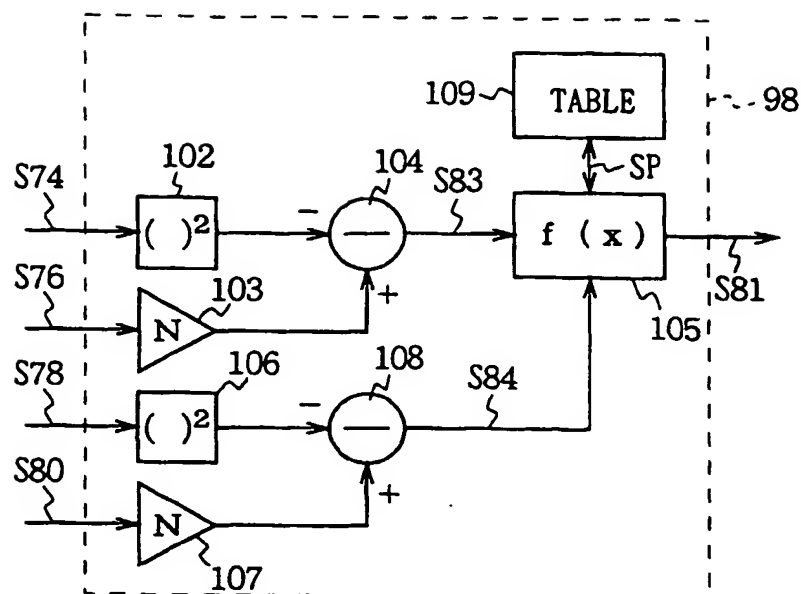 109
TABLE
98
SP
S74
102
( )²
-
104
—
S83
f (x)
S81
105
S76
103
N
+
S78
106
( )²
-
108
—
S84
S80
N
107
+